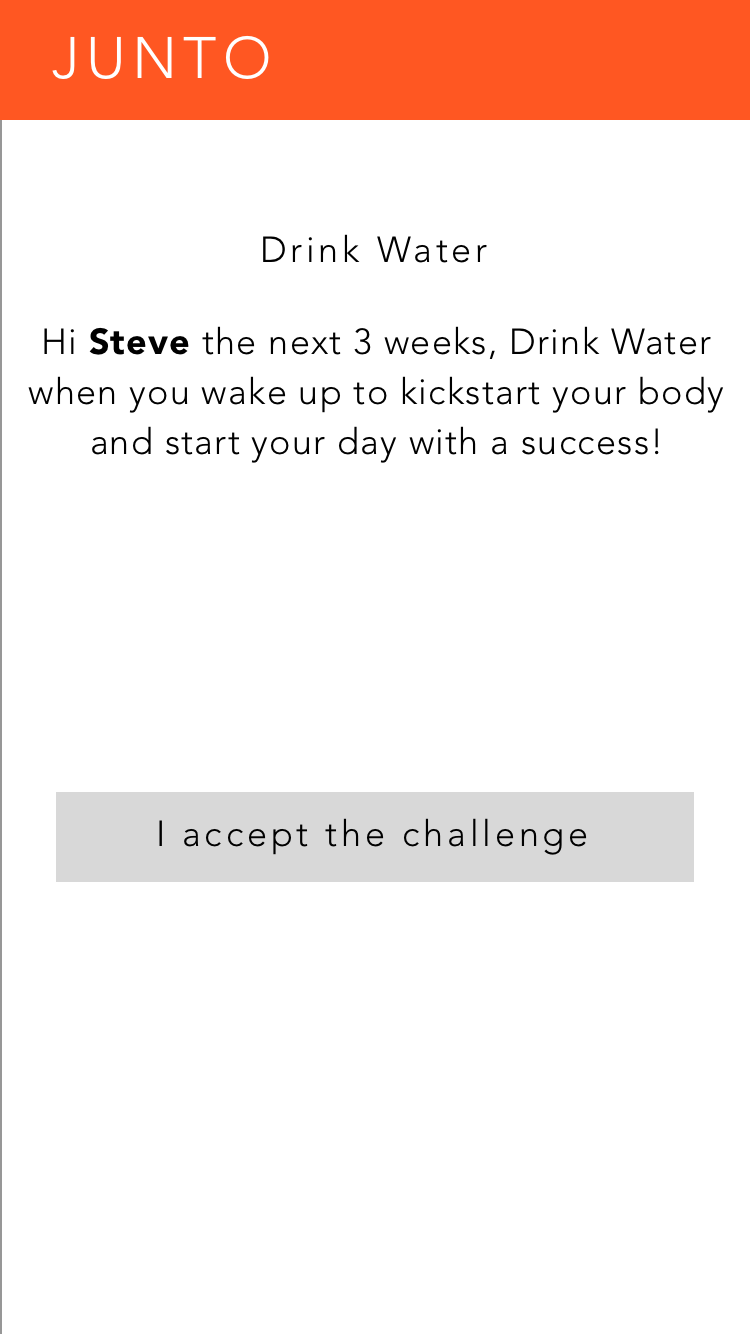 JUNTO
Drink Water
Hi Steve the next 3 weeks, Drink Water
when you wake up to kickstart your body
and start your day with a success!
I accept the challenge